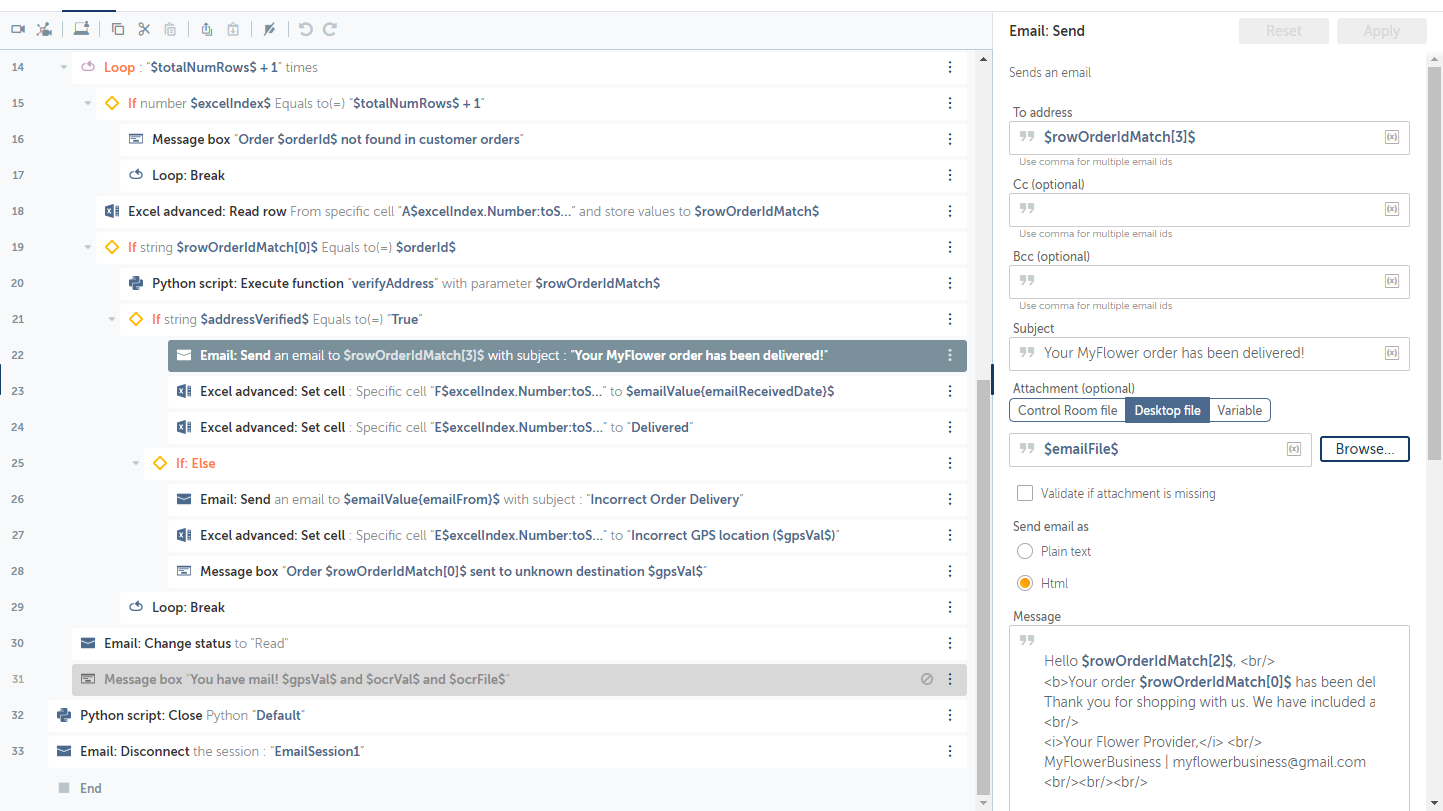 14 Loop : "$totalNumRows$ + 1" times
15 If number $excelIndex$ Equals to(=) "$totalNumRows$ + 1"
16 Message box "Order $orderId$ not found in customer orders"
17 Loop: Break
18 Excel advanced: Read row From specific cell "A$excelIndex.Number:toS..." and store values to $rowOrderIdMatch$
19 If string $rowOrderIdMatch[0]$ Equals to(=) $orderId$
20 Python script: Execute function "verifyAddress" with parameter $rowOrderIdMatch$
21 If string $addressVerified$ Equals to(=) "True"
22 Email: Send an email to $rowOrderIdMatch[3]$ with subject : "Your MyFlower order has been delivered!"
23 Excel advanced: Set cell : Specific cell "F$excelIndex.Number:toS..." to $emailValue{emailReceivedDate}$
24 Excel advanced: Set cell : Specific cell "E$excelIndex.Number:toS..." to "Delivered"
25 If: Else
26 Email: Send an email to $emailValue{emailFrom}$ with subject : "Incorrect Order Delivery"
27 Excel advanced: Set cell : Specific cell "E$excelIndex.Number:toS..." to "Incorrect GPS location ($gpsVal$)"
28 Message box "Order $rowOrderIdMatch[0]$ sent to unknown destination $gpsVal$"
29 Loop: Break
30 Email: Change status to "Read"
31 Message box "You have mail! $gpsVal$ and $ocrVal$ and $ocrFile$"
32 Python script: Close Python "Default"
33 Email: Disconnect the session : "EmailSession1"
End
Email: Send
Reset
Apply
Sends an email
To address
$rowOrderIdMatch[3]$ (x)
Use comma for multiple email ids
Cc (optional)
(x)
Use comma for multiple email ids
Bcc (optional)
(x)
Use comma for multiple email ids
Subject
Your MyFlower order has been delivered! (x)
Attachment (optional)
Control Room file Desktop file Variable
$emailFile$ (x) Browse...
Validate if attachment is missing
Send email as
Plain text
Html
Message
Hello $rowOrderIdMatch[2]$, <br/>
<b>Your order $rowOrderIdMatch[0]$ has been del
Thank you for shopping with us. We have included a
<br/>
<i>Your Flower Provider,</i> <br/>
MyFlowerBusiness | myflowerbusiness@gmail.com
<br/><br/><br/>